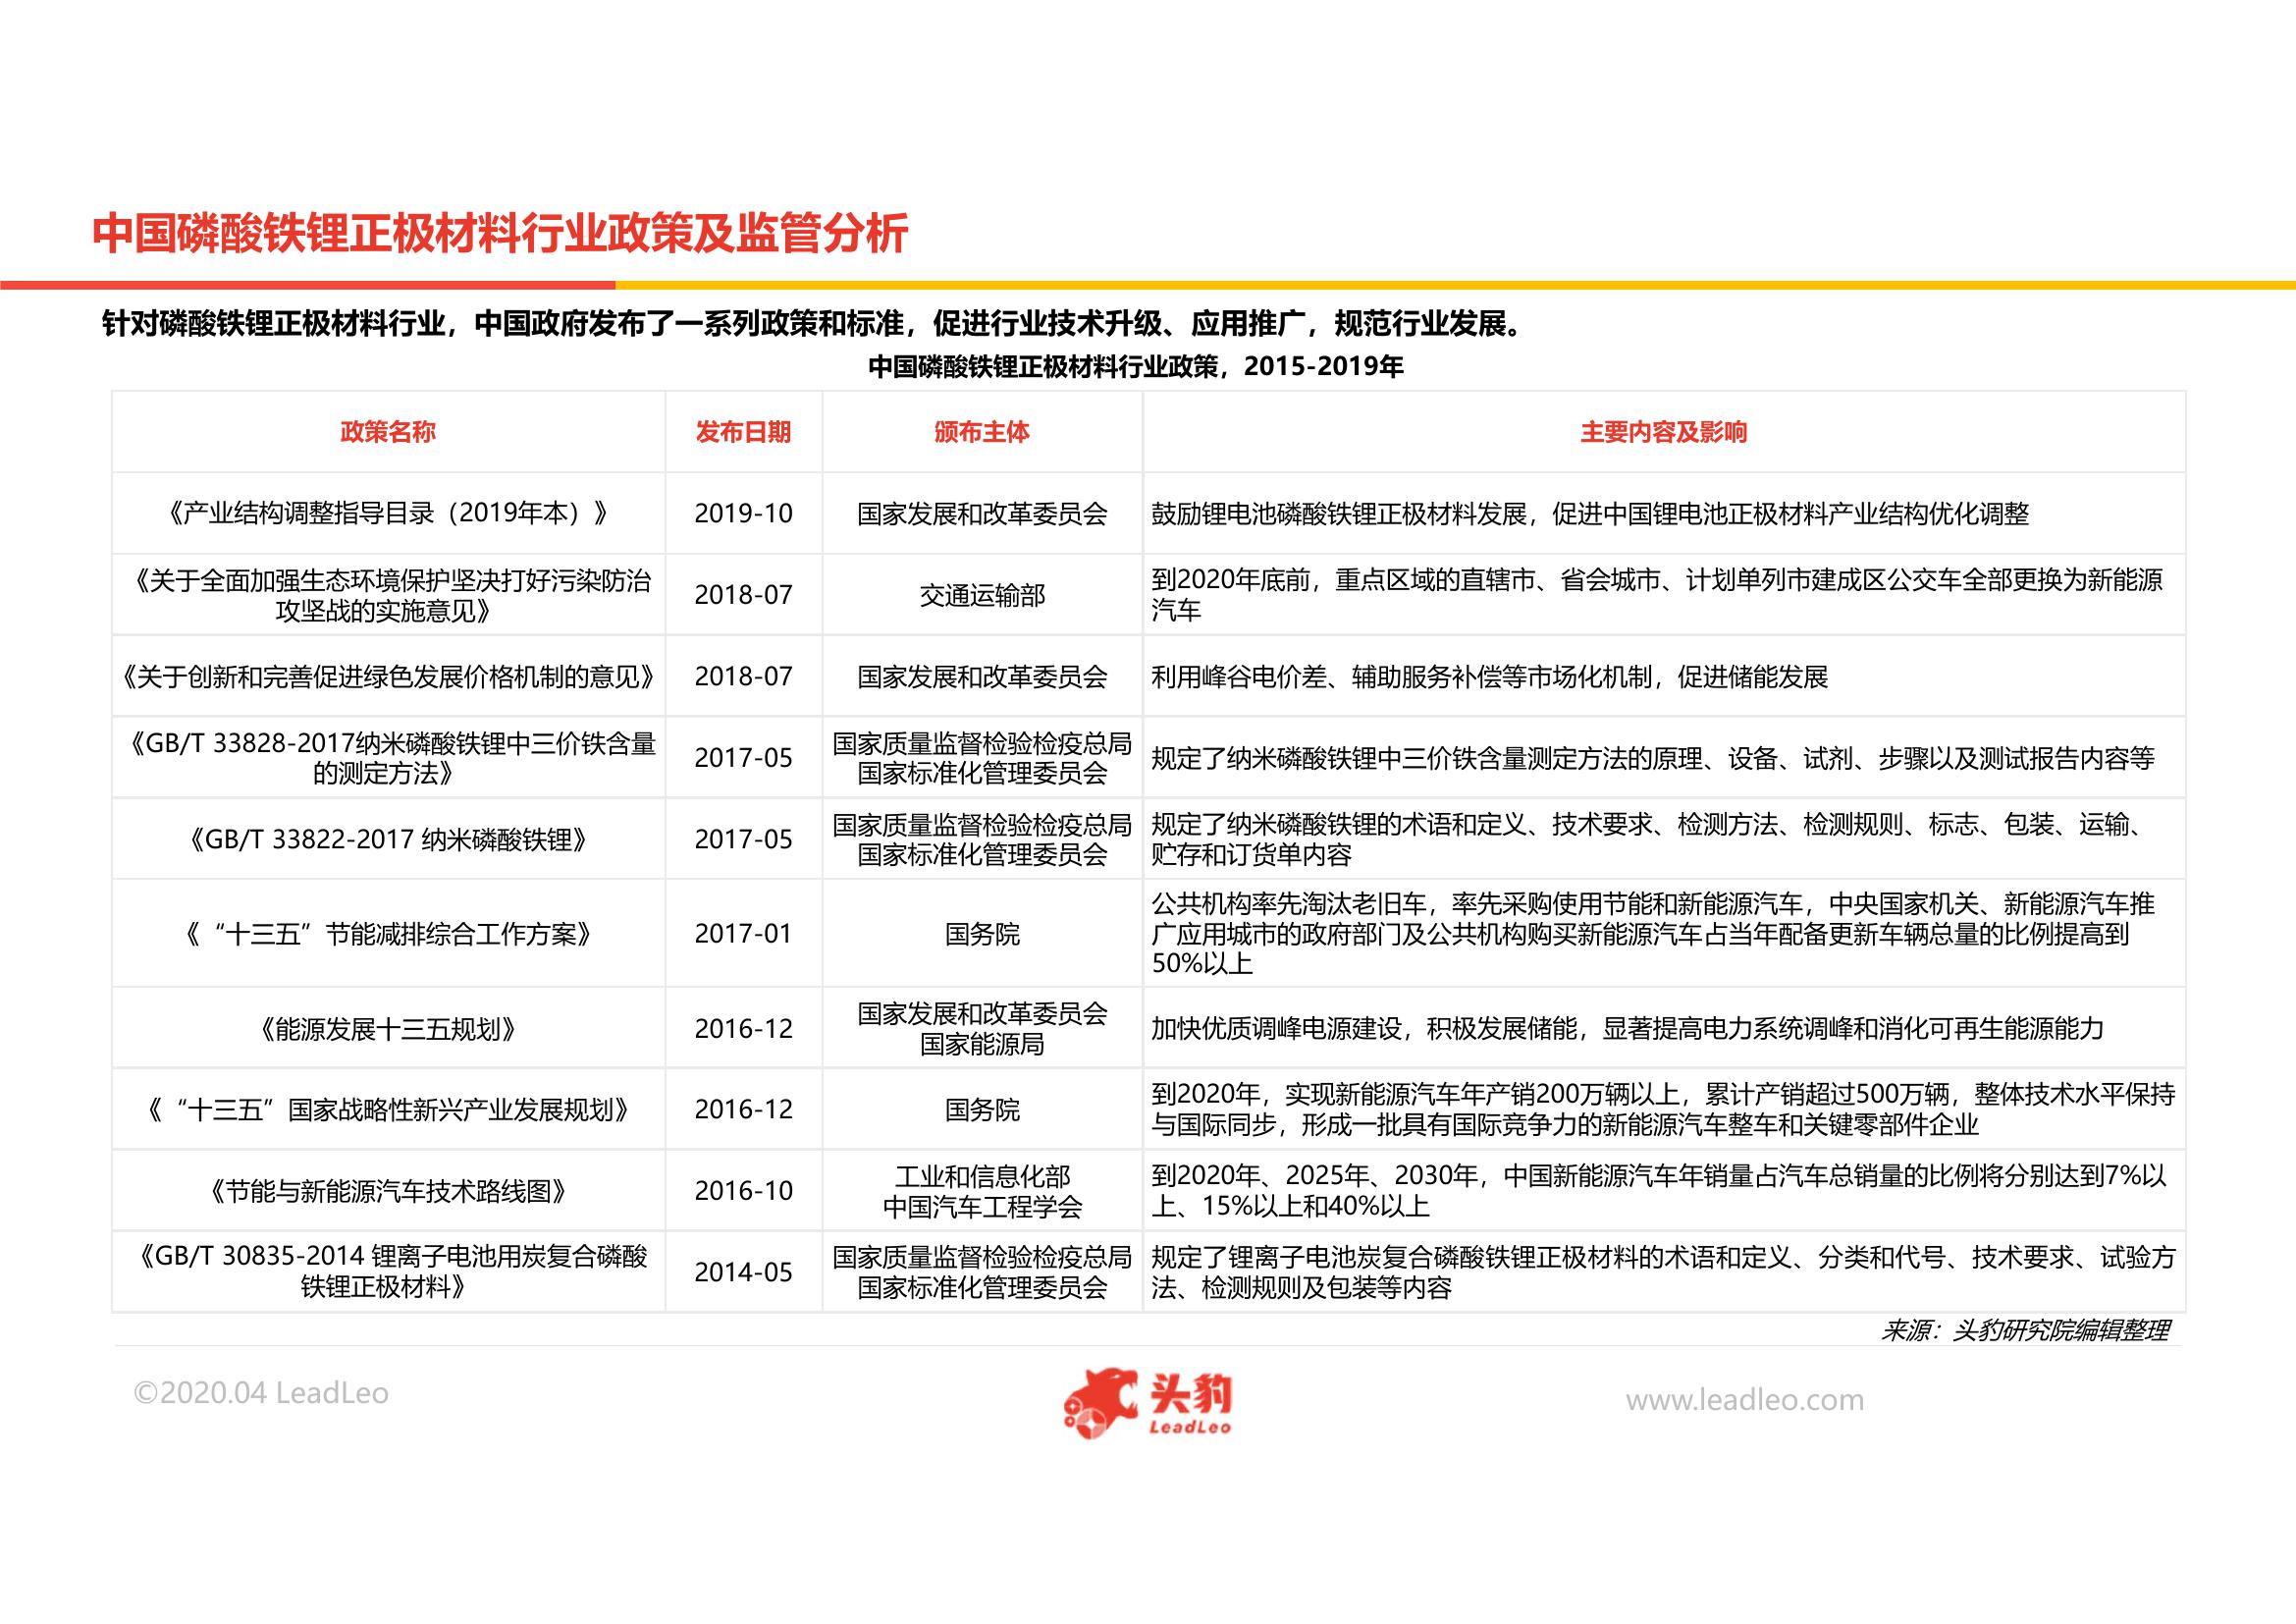 中国磷酸铁锂正极材料行业政策及监管分析
针对磷酸铁锂正极材料行业，中国政府发布了一系列政策和标准，促进行业技术升级、应用推广，规范行业发展。
中国磷酸铁锂正极材料行业政策，2015-2019年
政策名称 发布日期 颁布主体 主要内容及影响
《产业结构调整指导目录（2019年本）》 2019-10 国家发展和改革委员会 鼓励锂电池磷酸铁锂正极材料发展，促进中国锂电池正极材料产业结构优化调整
《关于全面加强生态环境保护坚决打好污染防治
攻坚战的实施意见》
2018-07
交通运输部
到2020年底前，重点区域的直辖市、省会城市、计划单列市建成区公交车全部更换为新能源
汽车
《关于创新和完善促进绿色发展价格机制的意见》 2018-07 国家发展和改革委员会 利用峰谷电价差、辅助服务补偿等市场化机制，促进储能发展
《GB/T 33828-2017纳米磷酸铁锂中三价铁含量
的测定方法》
2017-05
国家质量监督检验检疫总局
国家标准化管理委员会
规定了纳米磷酸铁锂中三价铁含量测定方法的原理、设备、试剂、步骤以及测试报告内容等
《GB/T 33822-2017 纳米磷酸铁锂》
2017-05
国家质量监督检验检疫总局
国家标准化管理委员会
规定了纳米磷酸铁锂的术语和定义、技术要求、检测方法、检测规则、标志、包装、运输、
贮存和订货单内容
《“十三五”节能减排综合工作方案》
2017-01
国务院
公共机构率先淘汰老旧车，率先采购使用节能和新能源汽车，中央国家机关、新能源汽车推
广应用城市的政府部门及公共机构购买新能源汽车占当年配备更新车辆总量的比例提高到
50%以上
《能源发展十三五规划》
2016-12
国家发展和改革委员会
国家能源局
加快优质调峰电源建设，积极发展储能，显著提高电力系统调峰和消化可再生能源能力
《“十三五”国家战略性新兴产业发展规划》
2016-12
国务院
到2020年，实现新能源汽车年产销200万辆以上，累计产销超过500万辆，整体技术水平保持
与国际同步，形成一批具有国际竞争力的新能源汽车整车和关键零部件企业
《节能与新能源汽车技术路线图》
2016-10
工业和信息化部
中国汽车工程学会
到2020年、2025年、2030年，中国新能源汽车年销量占汽车总销量的比例将分别达到7%以
上、15%以上和40%以上
《GB/T 30835-2014 锂离子电池用炭复合磷酸
铁锂正极材料》
2014-05
国家质量监督检验检疫总局
国家标准化管理委员会
规定了锂离子电池炭复合磷酸铁锂正极材料的术语和定义、分类和代号、技术要求、试验方
法、检测规则及包装等内容
来源：头豹研究院编辑整理
©2020.04 LeadLeo
头豹
LeadLeo
www.leadleo.com